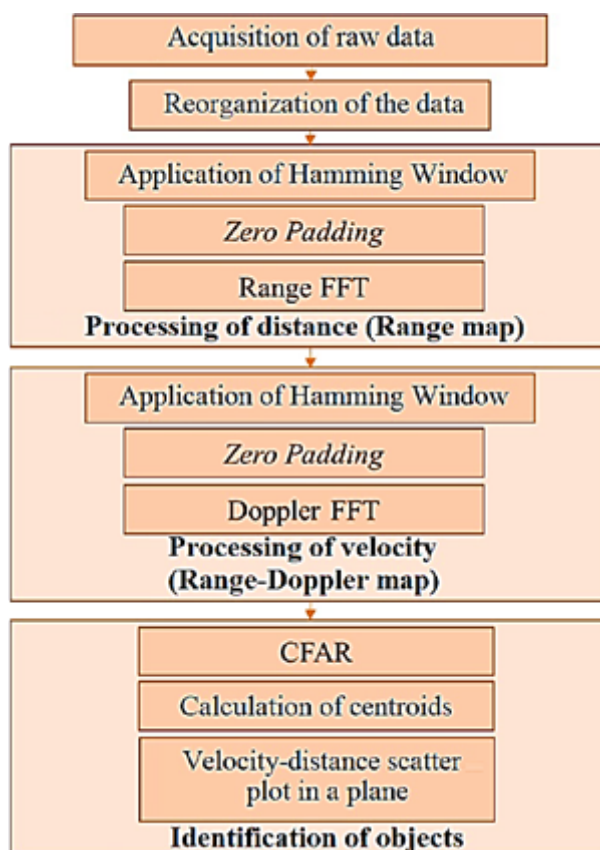 Acquisition of raw data
Reorganization of the data
Application of Hamming Window
Zero Padding
Range FFT
Processing of distance (Range map)
Application of Hamming Window
Zero Padding
Doppler FFT
Processing of velocity
(Range-Doppler map)
CFAR
Calculation of centroids
Velocity-distance scatter
plot in a plane
Identification of objects